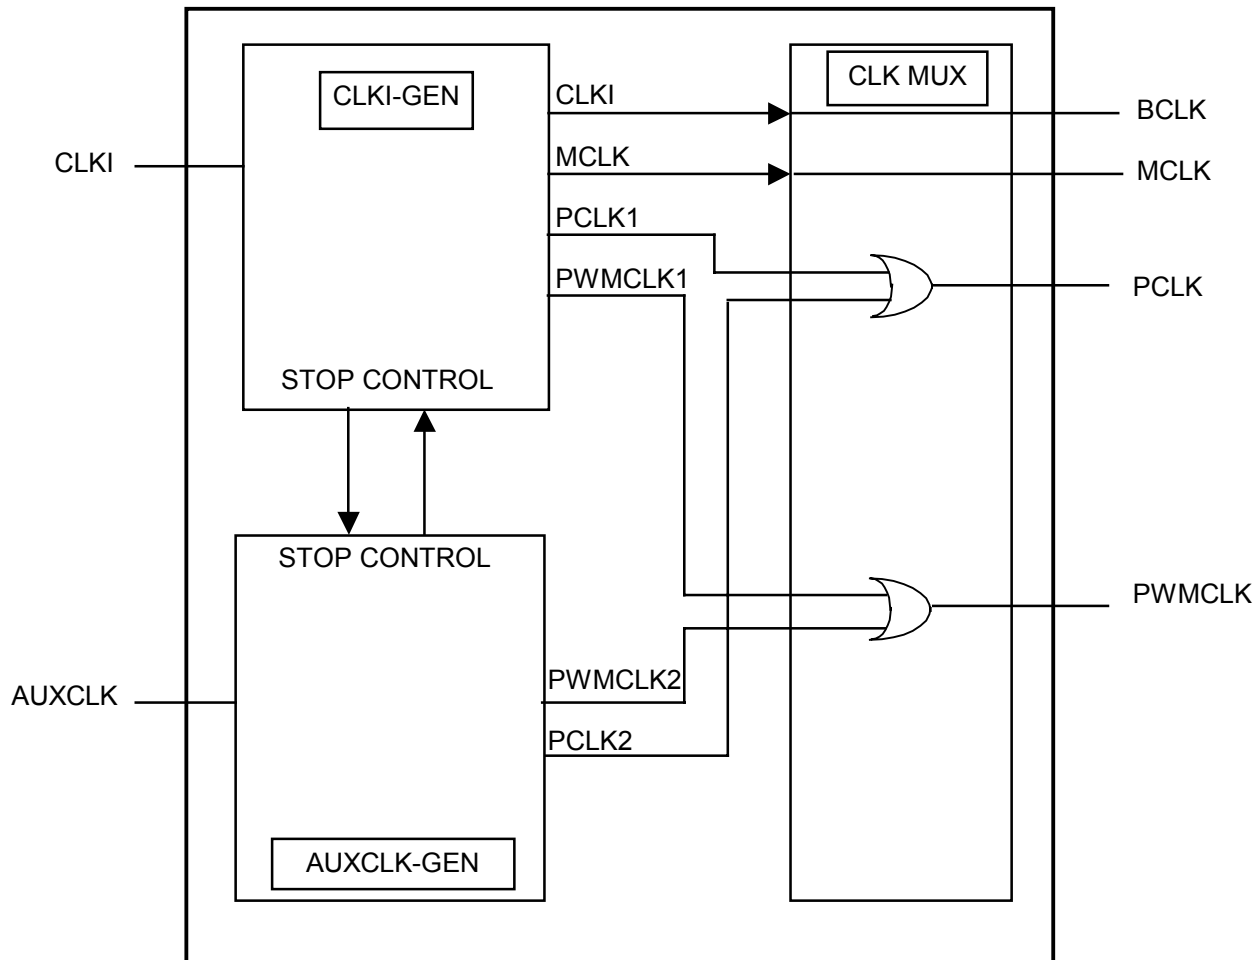 CLK MUX
CLKI-GEN
CLKI
BCLK
CLKI
MCLK
MCLK
PCLK1
PWMCLK1
PCLK
STOP CONTROL
STOP CONTROL
PWMCLK
AUXCLK
PWMCLK2
PCLK2
AUXCLK-GEN